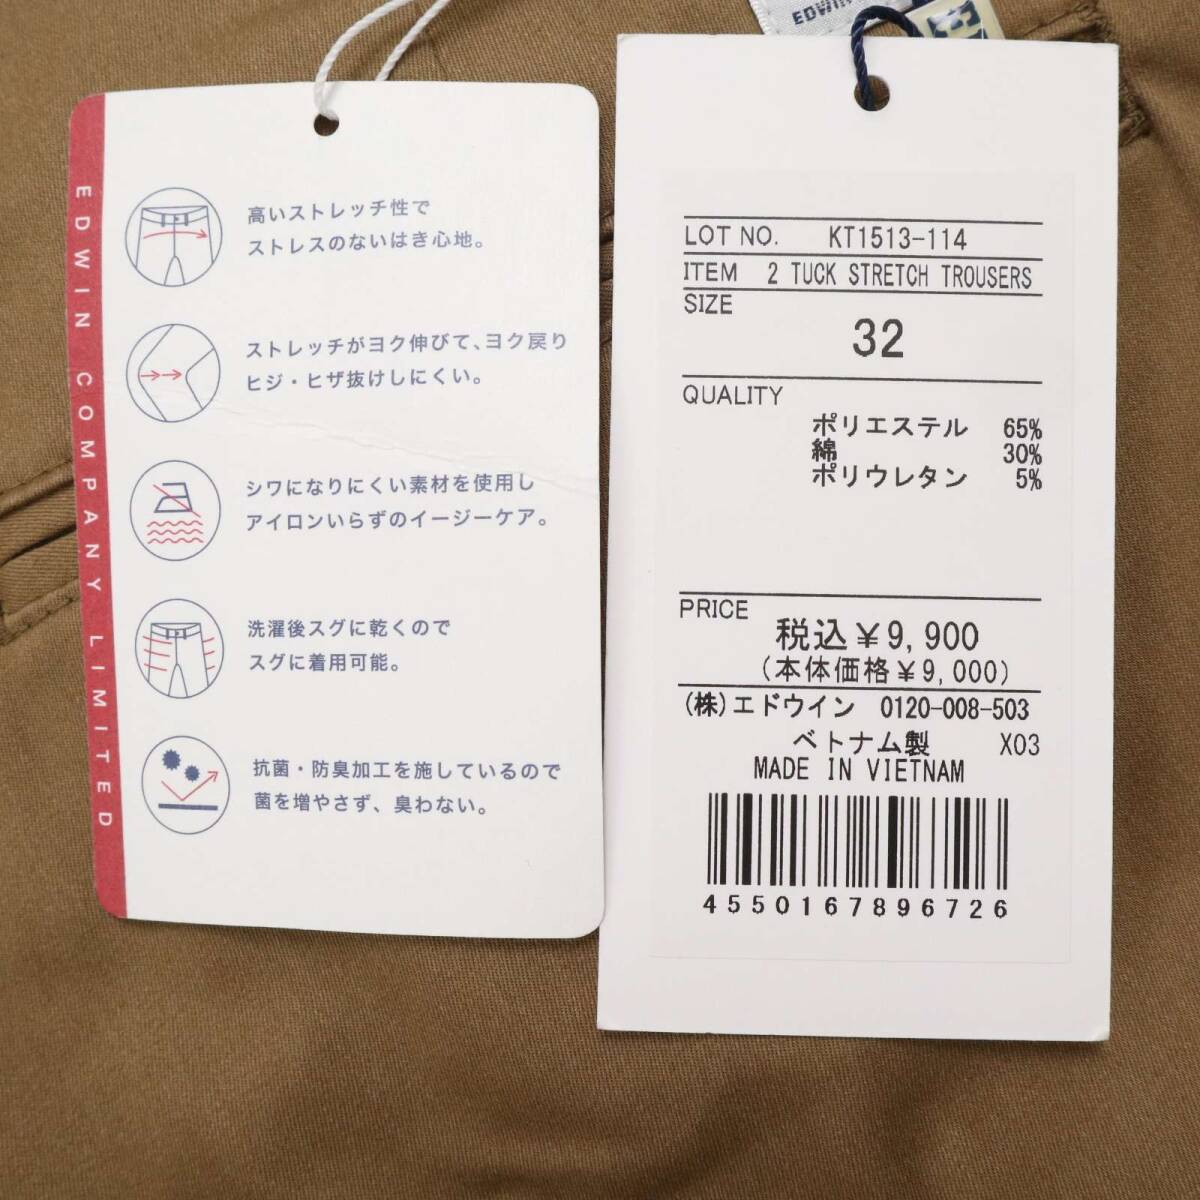 EDWIN COMPANY LIMITED
高いストレッチ性で
ストレスのないはき心地。
ストレッチがヨク伸びて、ヨク戻り
ヒジ・ヒザ抜けしにくい。
シワになりにくい素材を使用し
アイロンいらずのイージーケア。
洗濯後スグに乾くので
スグに着用可能。
抗菌・防臭加工を施しているので
菌を増やさず、臭わない。
EDWIN
LOT NO. KT1513-114
ITEM 2 TUCK STRETCH TROUSERS
SIZE
32
QUALITY
ポリエステル 65%
綿 30%
ポリウレタン 5%
PRICE
税込¥9,900
(本体価格¥9,000)
(株)エドウイン 0120-008-503
ベトナム製 X03
MADE IN VIETNAM
4550167896726